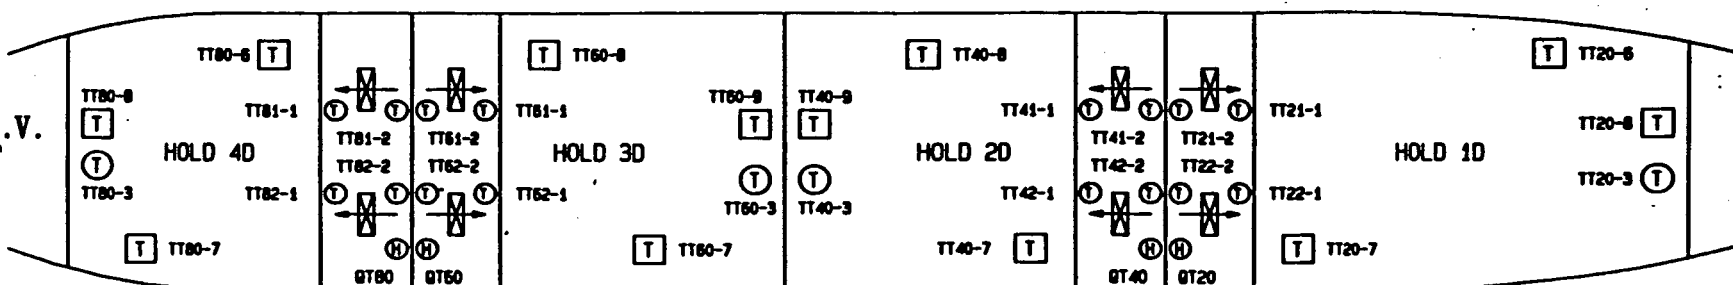 TT80-6 T
T TT60-8
T TT40-8
T TT20-6
TT80-8
T
TT81-1
T T T T
TT61-1
TT60-9
T
TT40-9
T
TT41-1
T T T T
TT21-1
TT20-8 T
.V.
TT81-2 TT61-2
TT41-2 TT21-2
HOLD 4D
HOLD 3D
HOLD 2D
HOLD 1D
TT82-2 TT62-2
TT42-2 TT22-2
T
TT80-3
TT82-1
T T T T
TT62-1
T
TT60-3
T
TT40-3
TT42-1
T T T T
TT22-1
TT20-3 T
T TT80-7
H H
T TT60-7
TT40-7 T
H H
T TT20-7
QT80 QT60
QT40 QT20